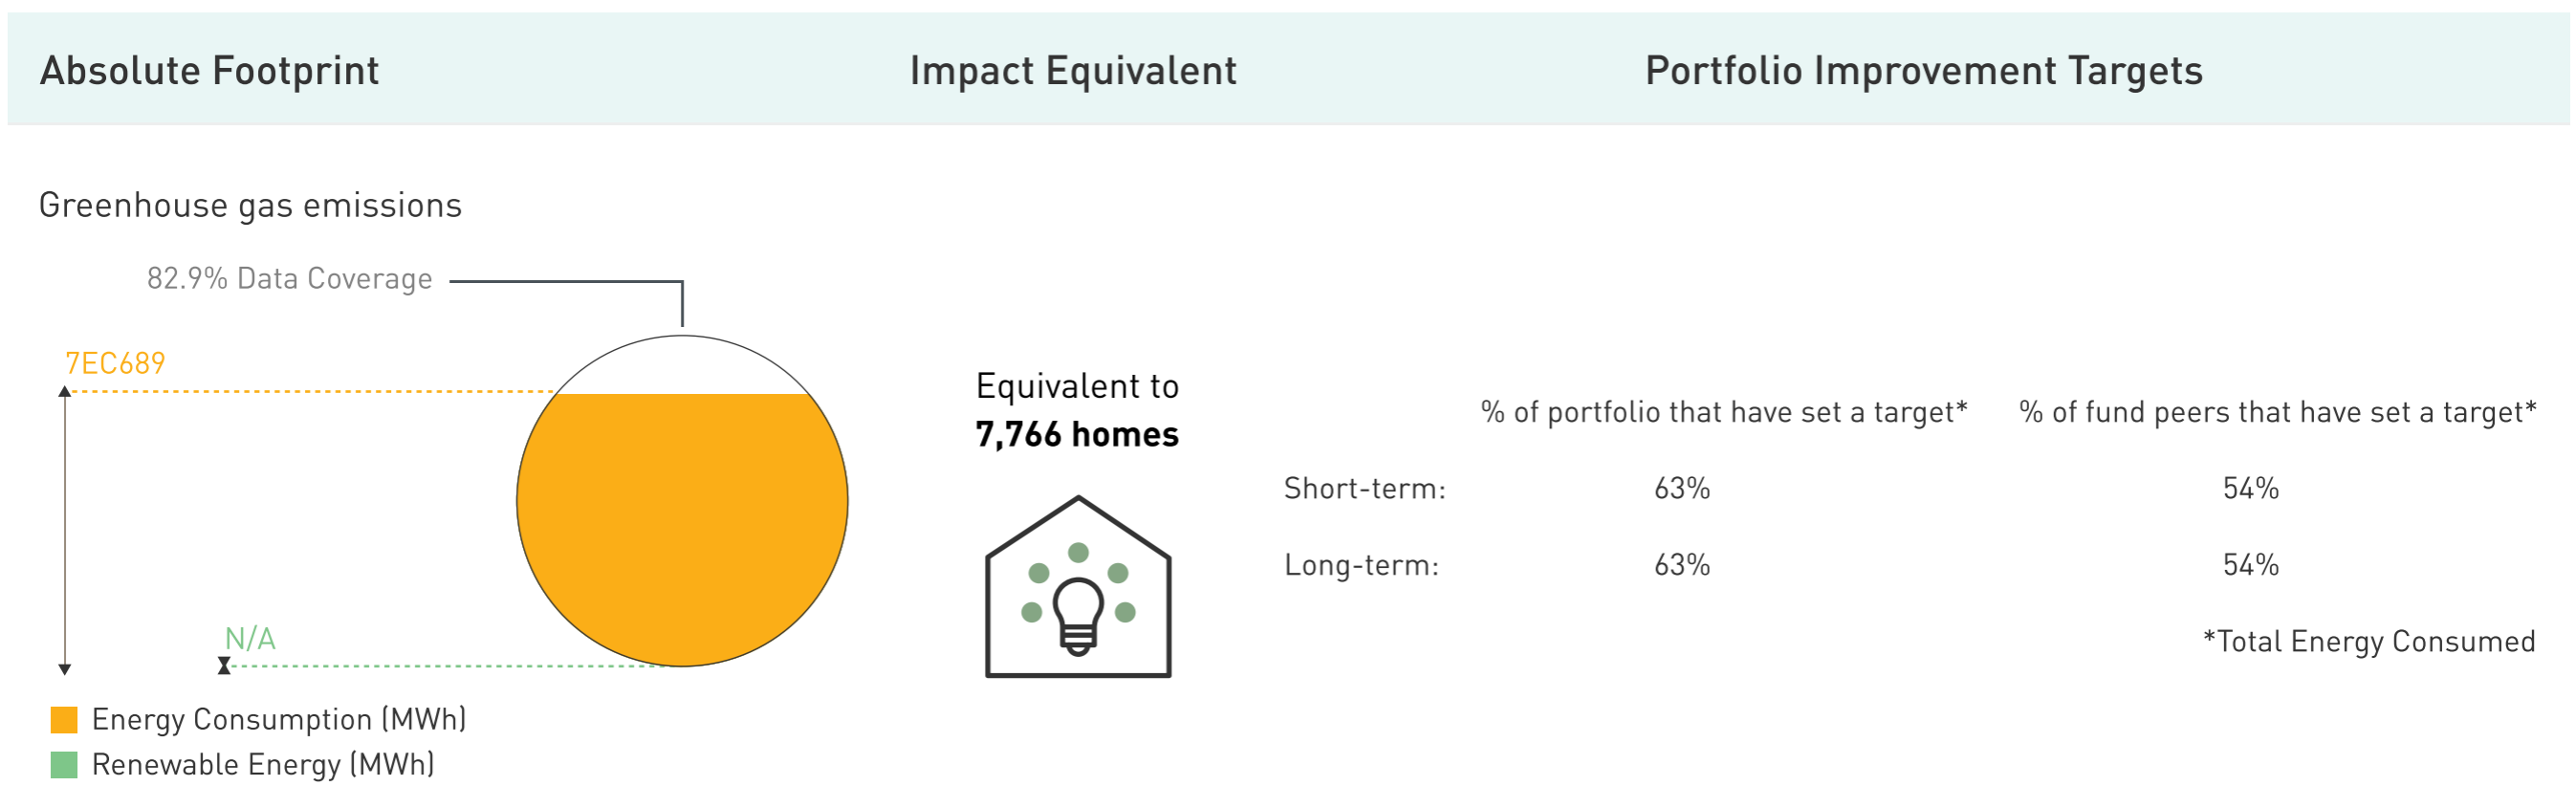 Absolute Footprint
Impact Equivalent
Portfolio Improvement Targets
Greenhouse gas emissions
82.9% Data Coverage
7EC689
N/A
Energy Consumption (MWh)
Renewable Energy (MWh)
Equivalent to
7,766 homes
% of portfolio that have set a target* % of fund peers that have set a target*
Short-term: 63% 54%
Long-term: 63% 54%
*Total Energy Consumed